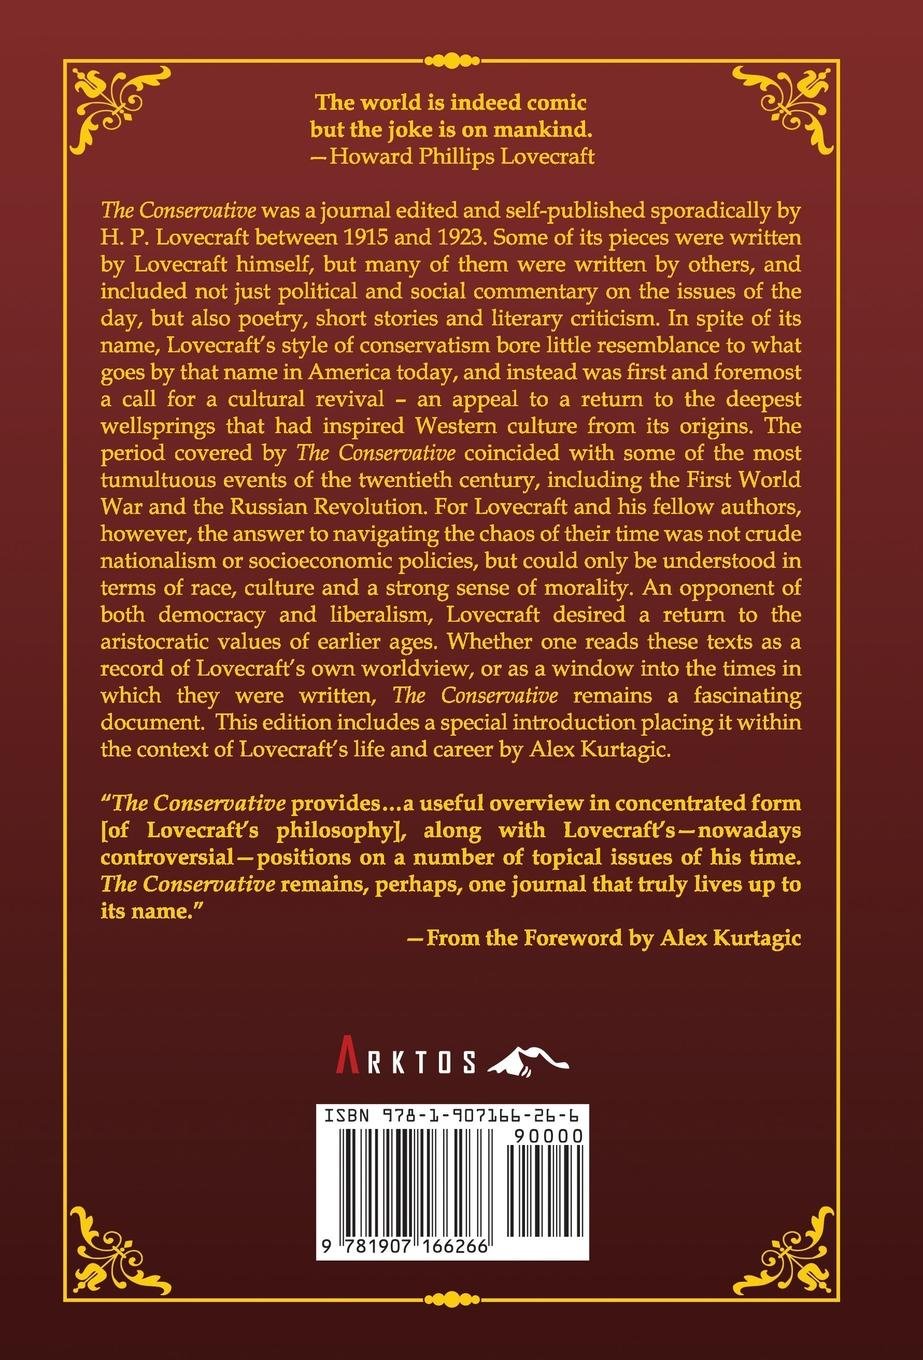 The world is indeed comic
but the joke is on mankind.
—Howard Phillips Lovecraft
The Conservative was a journal edited and self-published sporadically by
H. P. Lovecraft between 1915 and 1923. Some of its pieces were written
by Lovecraft himself, but many of them were written by others, and
included not just political and social commentary on the issues of the
day, but also poetry, short stories and literary criticism. In spite of its
name, Lovecraft’s style of conservatism bore little resemblance to what
goes by that name in America today, and instead was first and foremost
a call for a cultural revival – an appeal to a return to the deepest
wellsprings that had inspired Western culture from its origins. The
period covered by The Conservative coincided with some of the most
tumultuous events of the twentieth century, including the First World
War and the Russian Revolution. For Lovecraft and his fellow authors,
however, the answer to navigating the chaos of their time was not crude
nationalism or socioeconomic policies, but could only be understood in
terms of race, culture and a strong sense of morality. An opponent of
both democracy and liberalism, Lovecraft desired a return to the
aristocratic values of earlier ages. Whether one reads these texts as a
record of Lovecraft’s own worldview, or as a window into the times in
which they were written, The Conservative remains a fascinating
document. This edition includes a special introduction placing it within
the context of Lovecraft’s life and career by Alex Kurtagic.
“The Conservative provides…a useful overview in concentrated form
[of Lovecraft’s philosophy], along with Lovecraft’s—nowadays
controversial—positions on a number of topical issues of his time.
The Conservative remains, perhaps, one journal that truly lives up to
its name.”
—From the Foreword by Alex Kurtagic
ARKTOS
ISBN 978-1-907166-26-6
90000
9 781907 166266